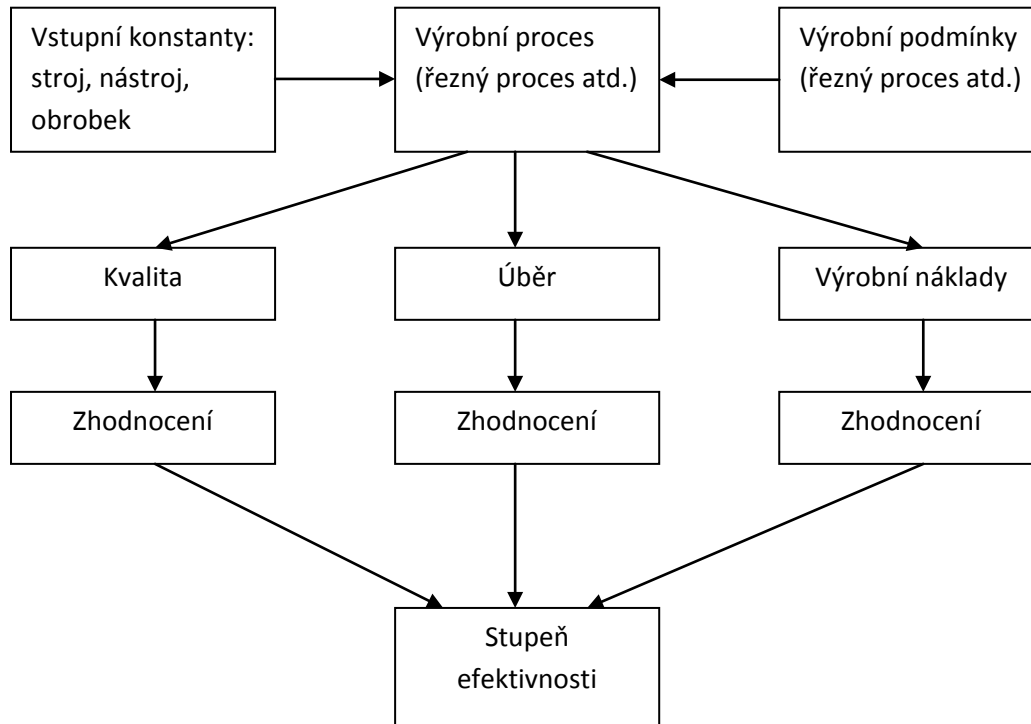 Vstupní konstanty:
stroj, nástroj,
obrobek
Výrobní proces
(řezný proces atd.)
Výrobní podmínky
(řezný proces atd.)
Kvalita
Úběr
Výrobní náklady
Zhodnocení
Zhodnocení
Zhodnocení
Stupeň
efektivnosti